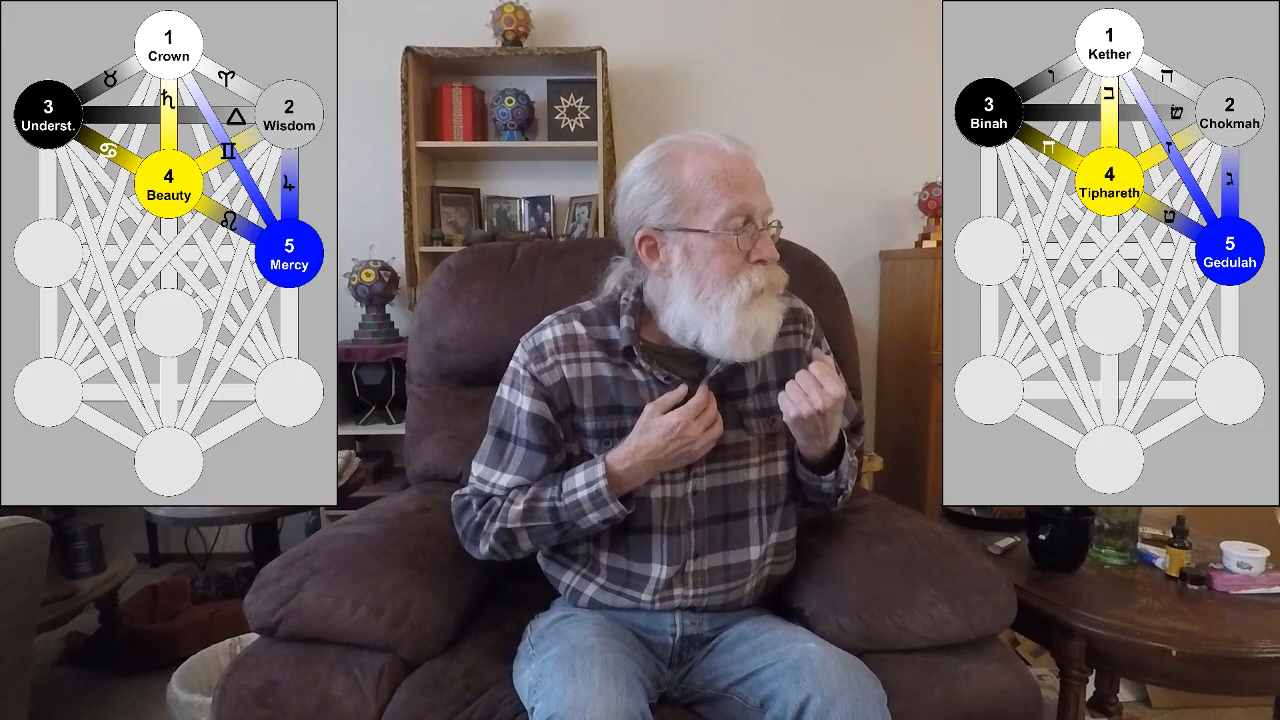 1
Crown
♉
♄
♈
3
Underst.
△
2
Wisdom
♋
♊
4
Beauty
♃
♌
5
Mercy
1
Kether
ו
ב
ה
3
Binah
שׂ
2
Chokmah
ח
ז
4
Tiphareth
ג
ט
5
Gedulah